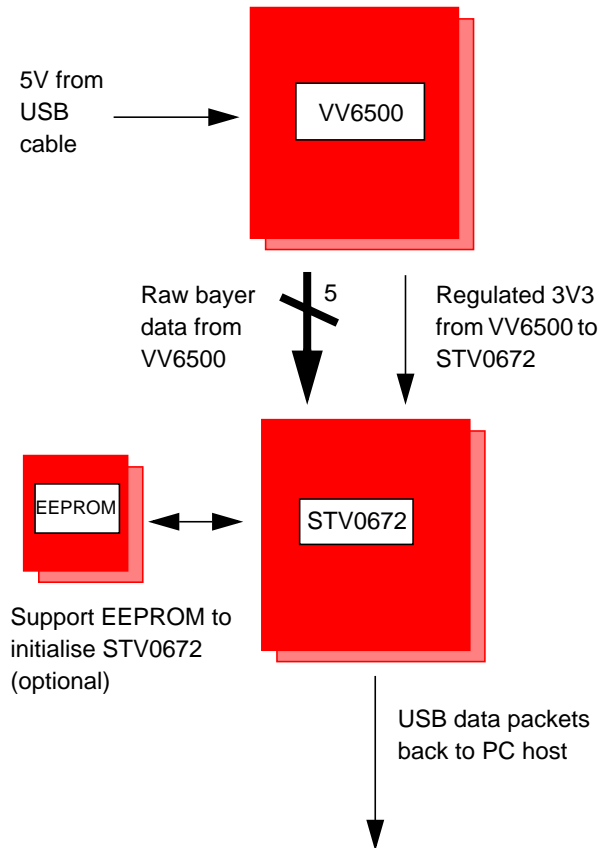 5V from
USB
cable
VV6500
Raw bayer
data from
VV6500
5
Regulated 3V3
from VV6500 to
STV0672
EEPROM
STV0672
Support EEPROM to
initialise STV0672
(optional)
USB data packets
back to PC host